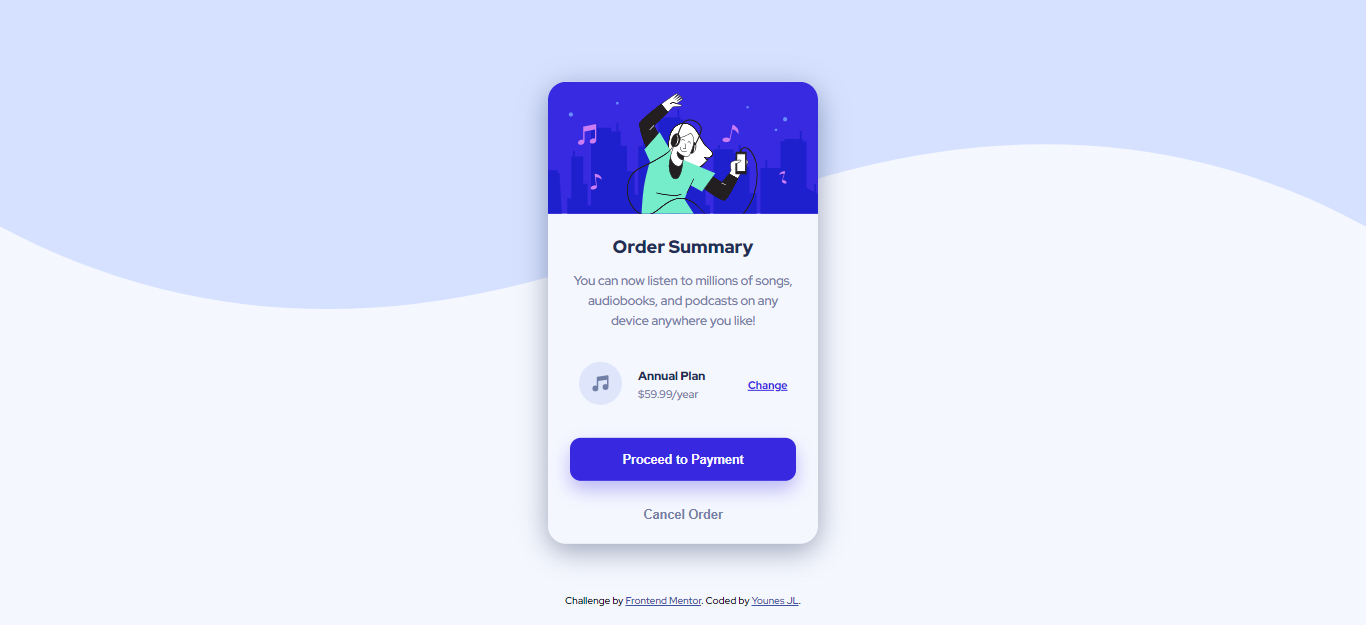 Order Summary
You can now listen to millions of songs,
audiobooks, and podcasts on any
device anywhere you like!
Annual Plan
$59.99/year
Change
Proceed to Payment
Cancel Order
Challenge by Frontend Mentor. Coded by Younes JL.